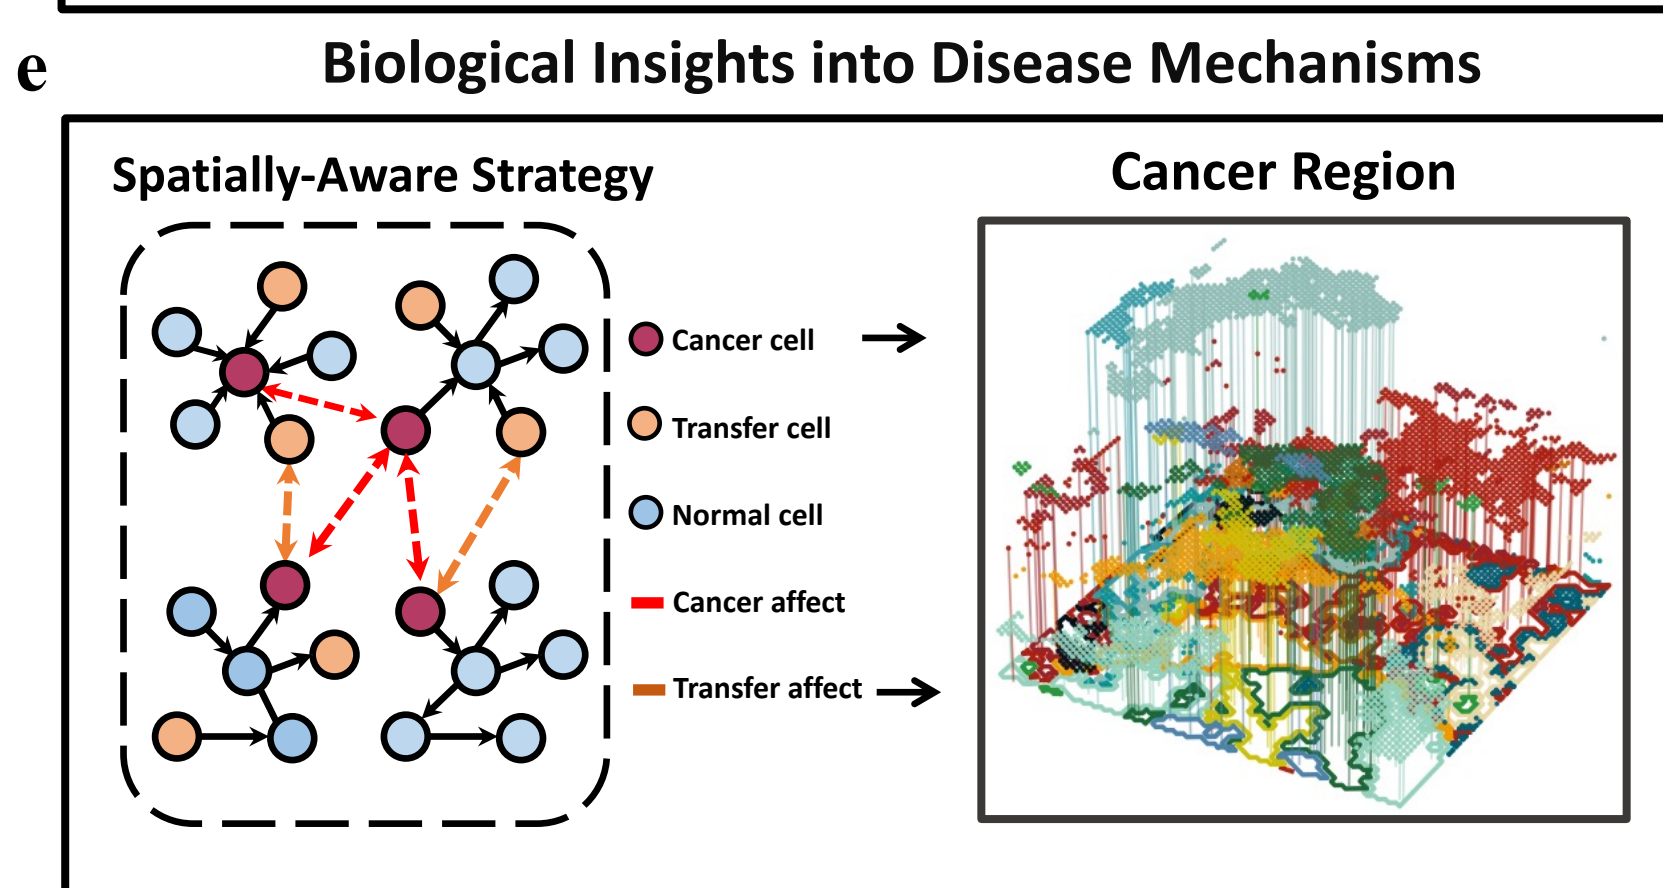 e
Biological Insights into Disease Mechanisms
Spatially-Aware Strategy
Cancer Region
Cancer cell
Transfer cell
Normal cell
Cancer affect
Transfer affect